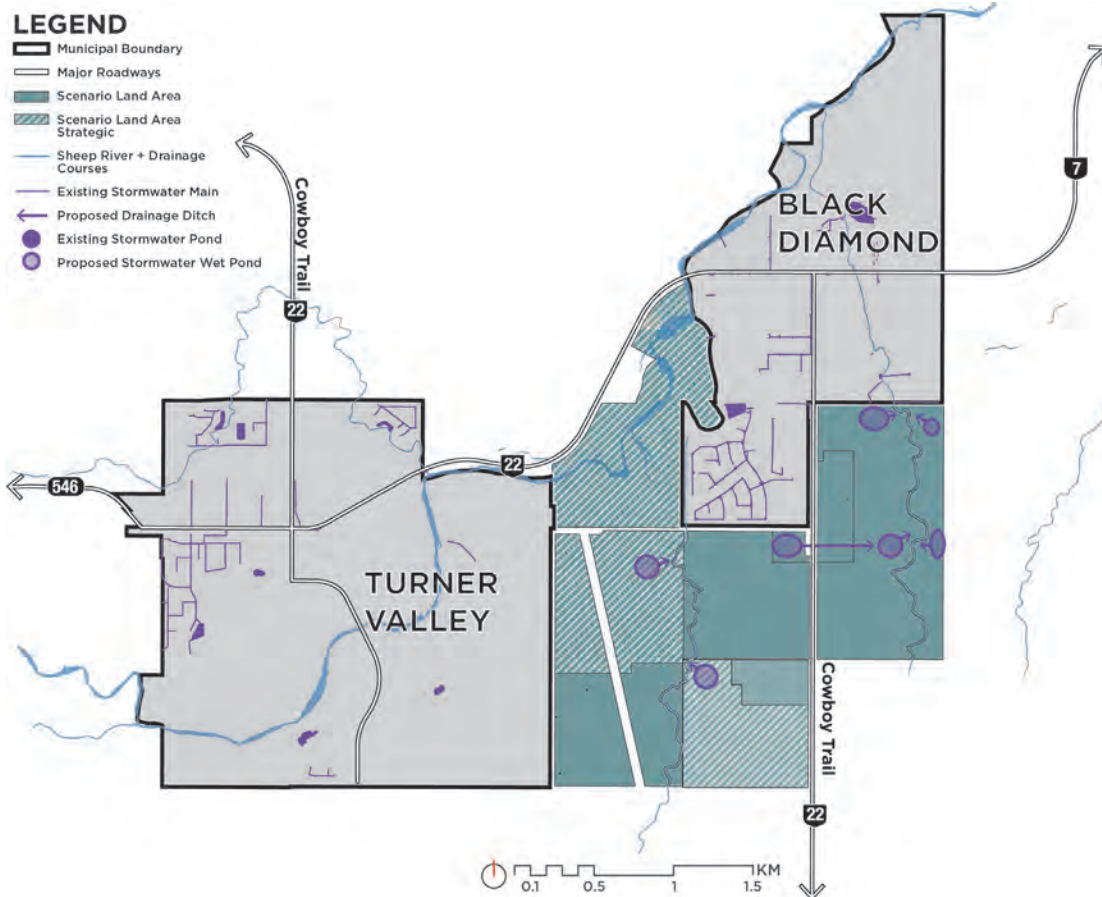 LEGEND
Municipal Boundary
Major Roadways
Scenario Land Area
Scenario Land Area
Strategic
Sheep River + Drainage
Courses
Existing Stormwater Main
Proposed Drainage Ditch
Existing Stormwater Pond
Proposed Stormwater Wet Pond
Cowboy Trail
22
7
BLACK
DIAMOND
22
546
TURNER
VALLEY
Cowboy Trail
22
KM
0.1
0.5
1
1.5